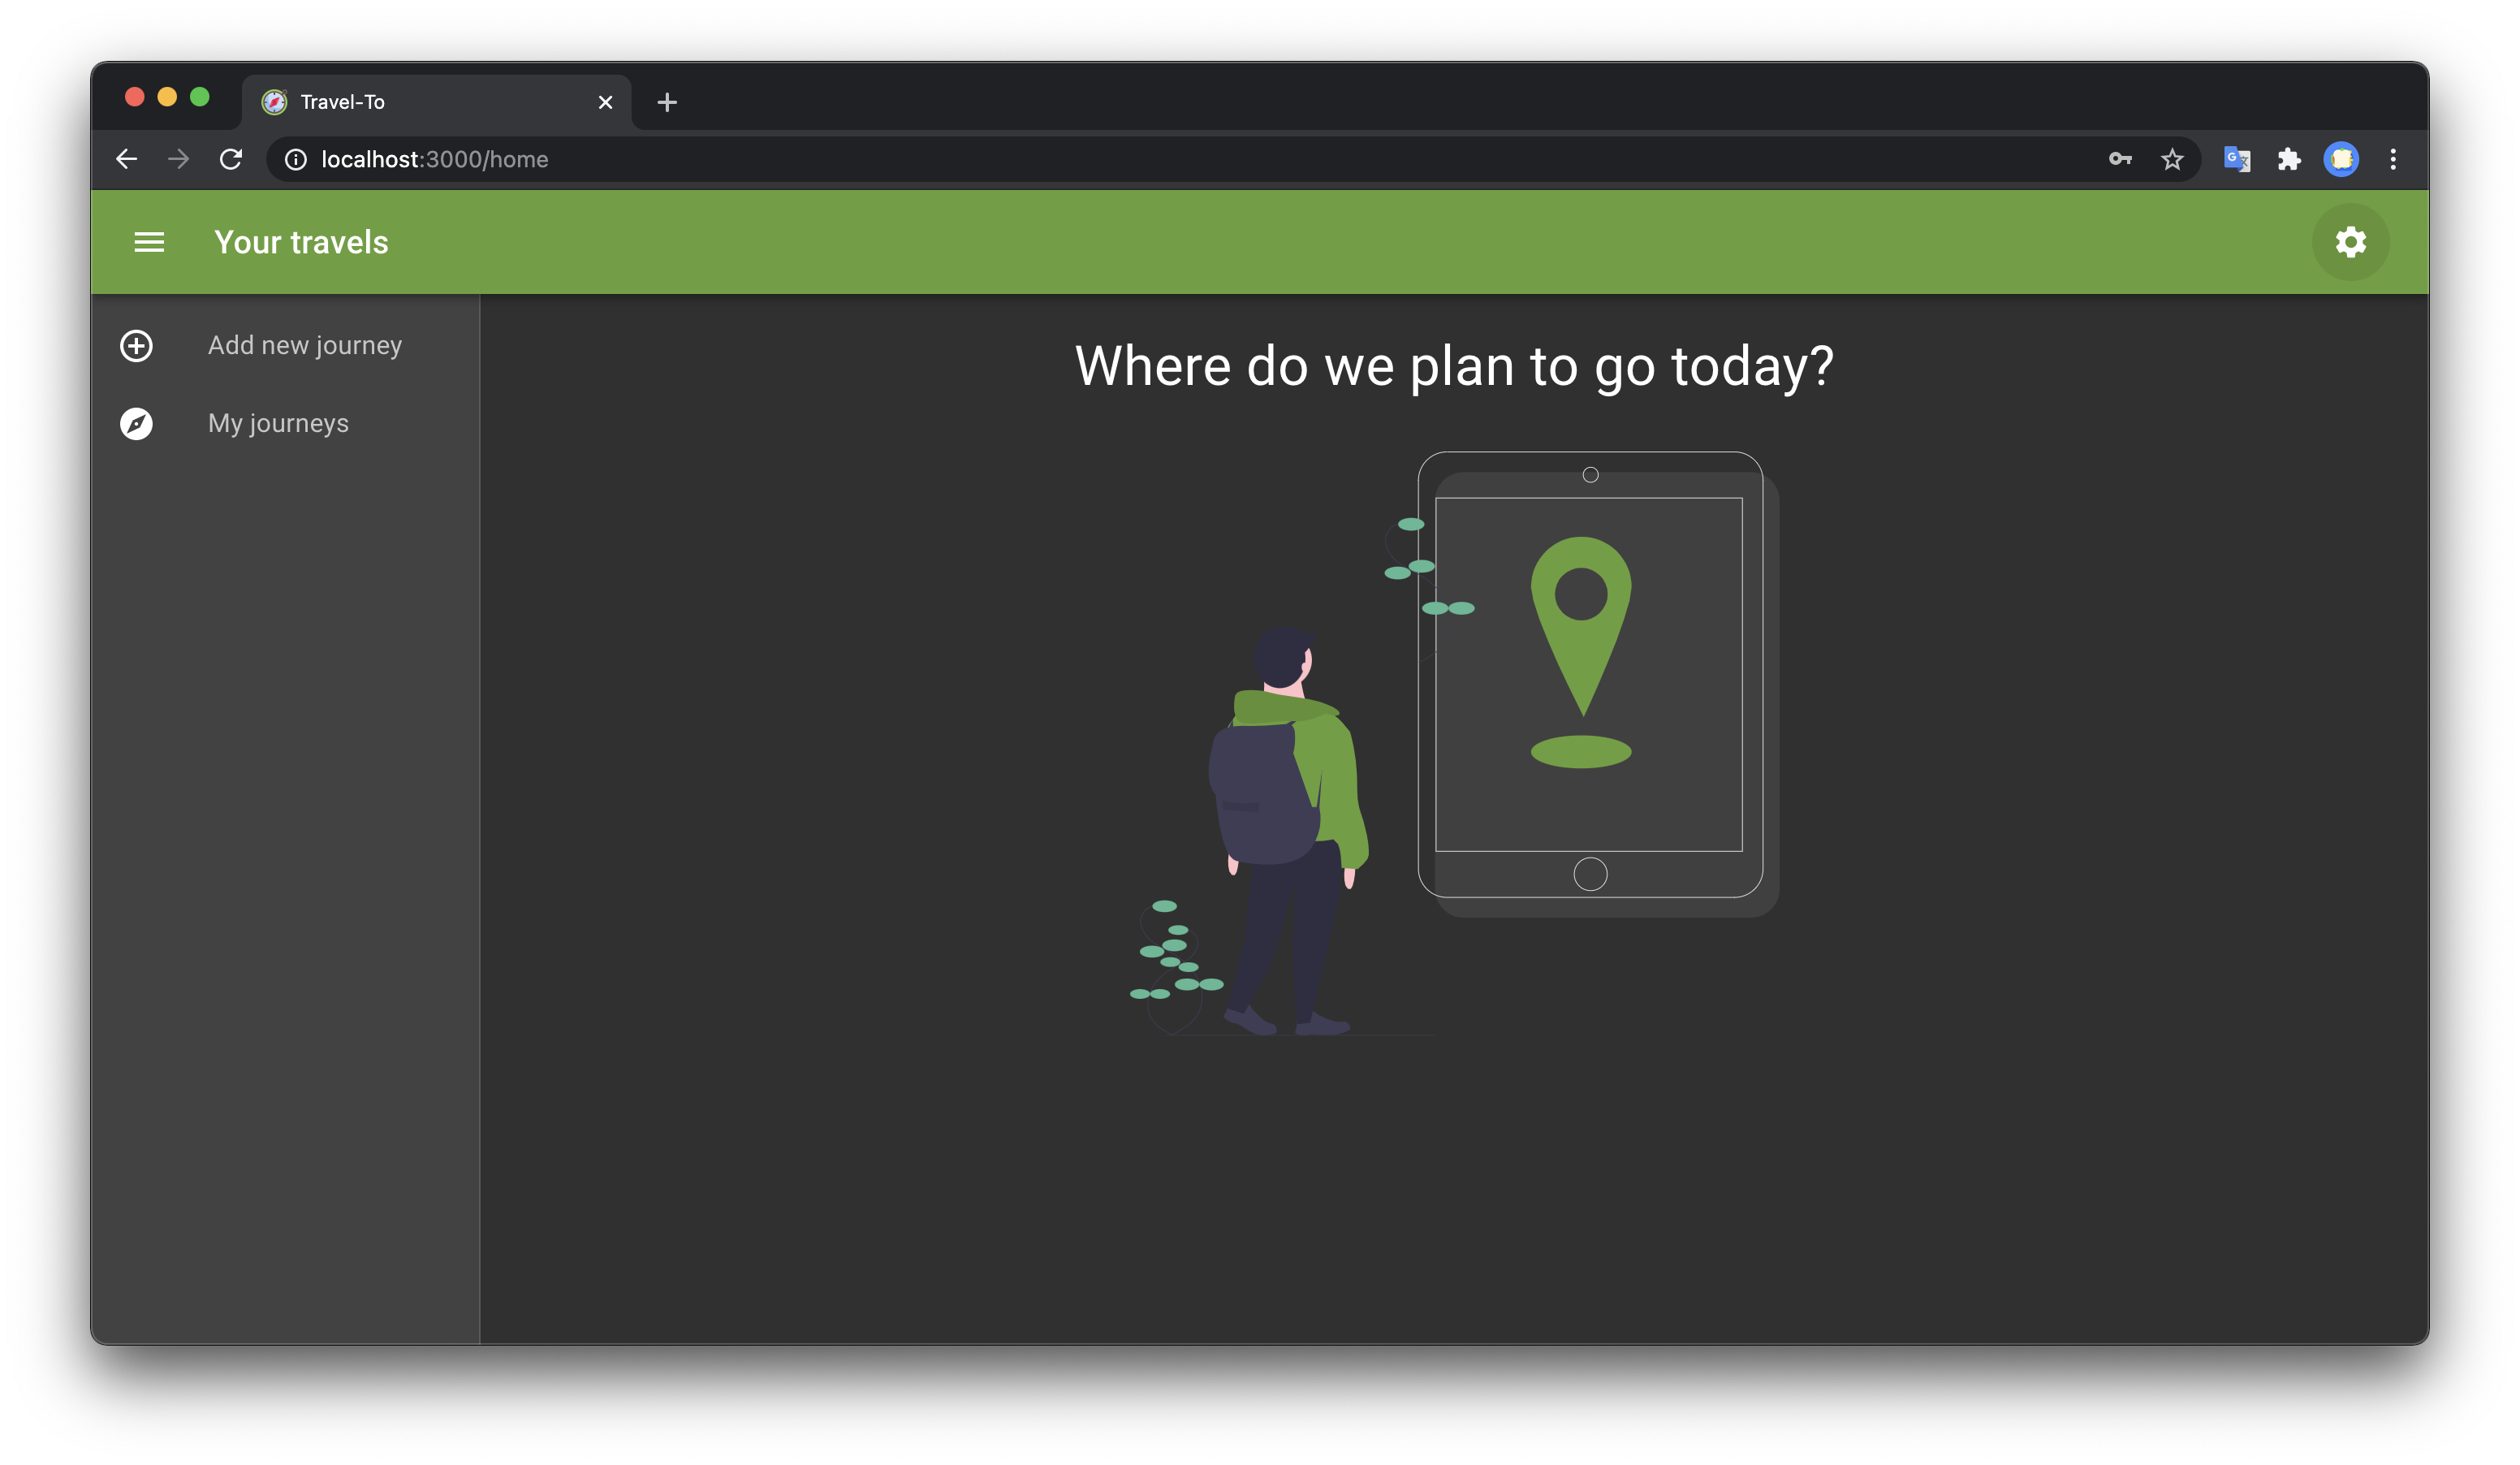 Travel-To
localhost:3000/home
Your travels
Add new journey
My journeys
Where do we plan to go today?